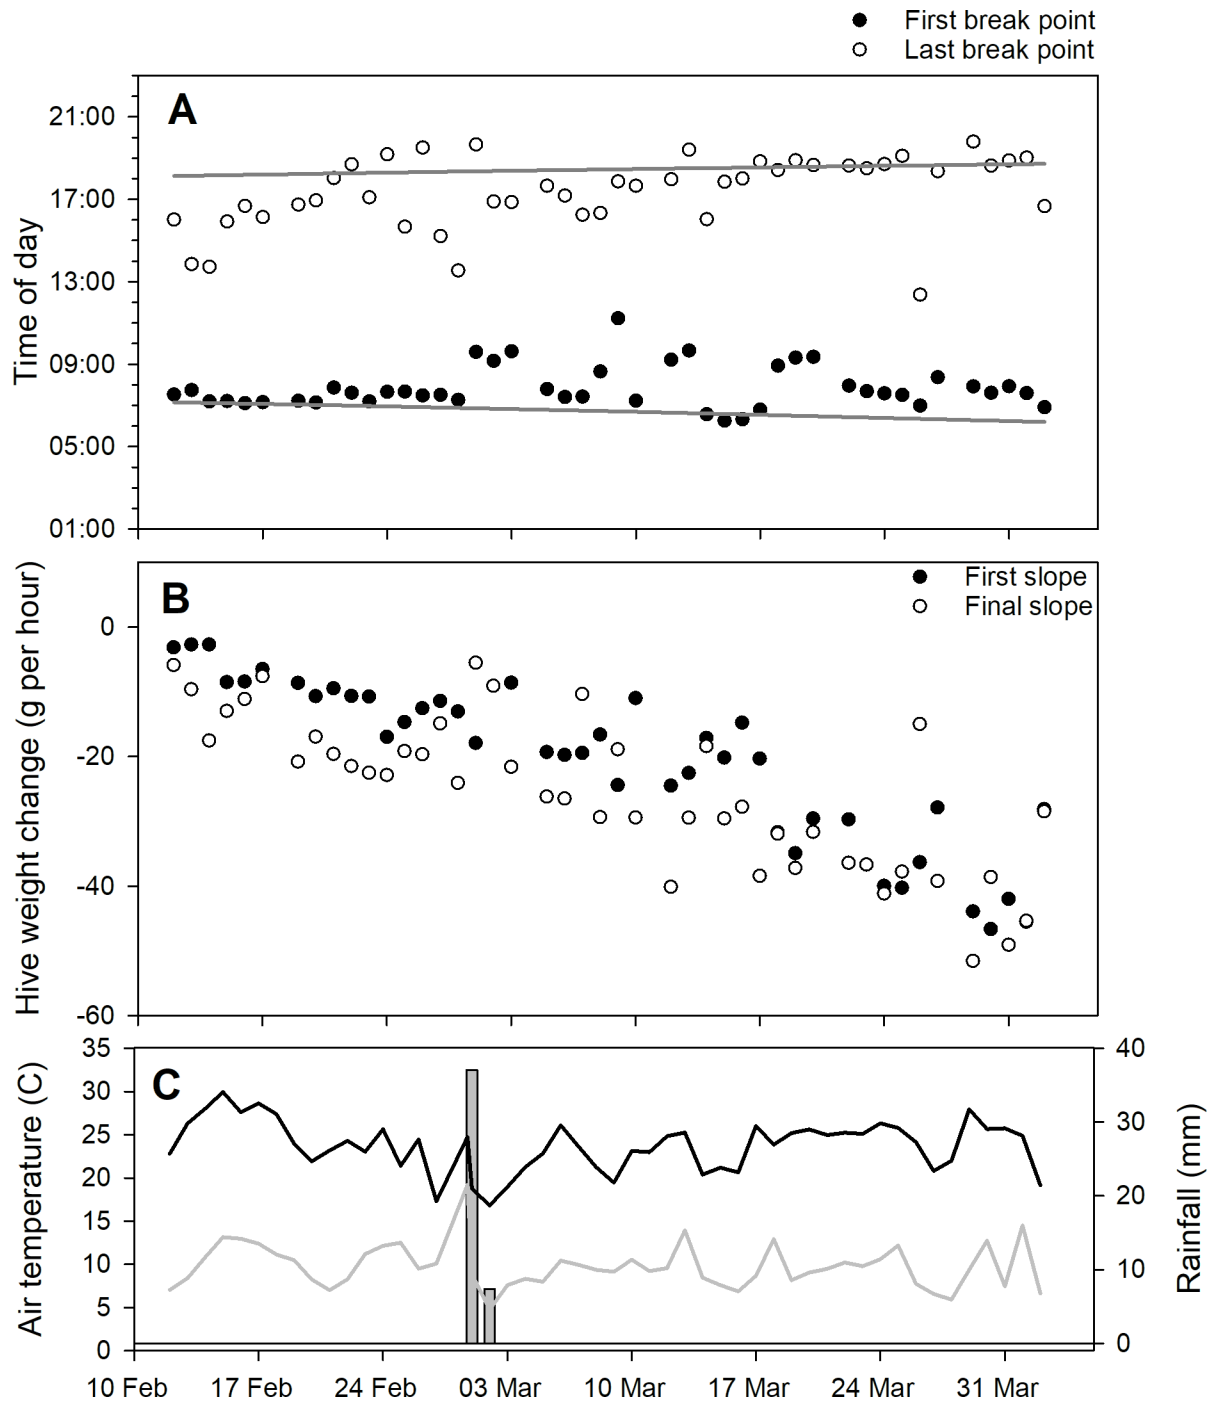 First break point
Last break point
A
21:00
17:00
13:00
09:00
05:00
01:00
Time of day
B
First slope
Final slope
0
-20
-40
-60
Hive weight change (g per hour)
C
35
30
25
20
15
10
5
0
Air temperature (C)
40
30
20
10
0
Rainfall (mm)
10 Feb 17 Feb 24 Feb 03 Mar 10 Mar 17 Mar 24 Mar 31 Mar